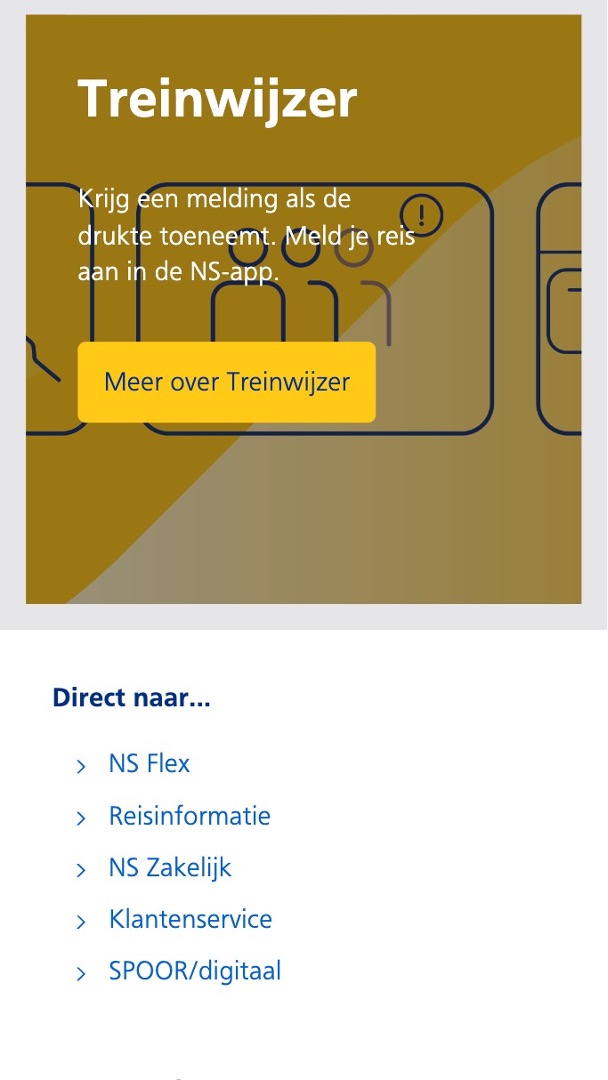 Treinwijzer
Krijg een melding als de
drukte toeneemt. Meld je reis
aan in de NS-app.
Meer over Treinwijzer
Direct naar...
NS Flex
Reisinformatie
NS Zakelijk
Klantenservice
SPOOR/digitaal